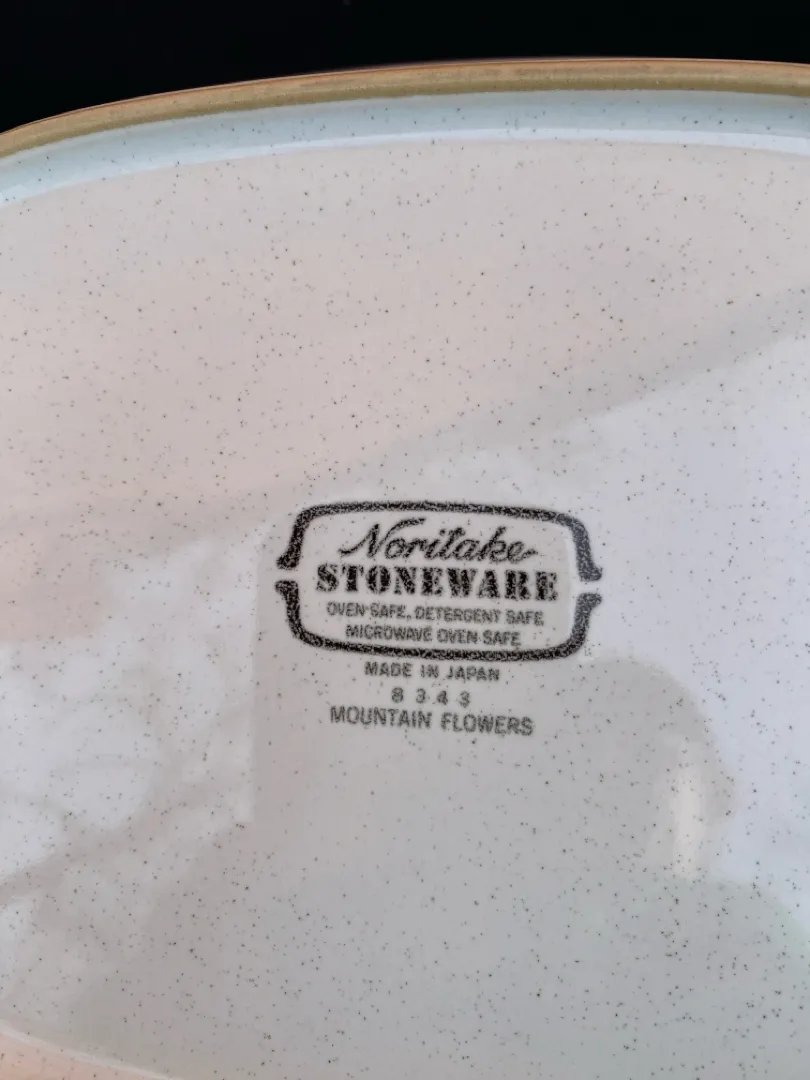 Noritake
STONEWARE
OVEN SAFE, DETERGENT SAFE
MICROWAVE OVEN SAFE
MADE IN JAPAN
8343
MOUNTAIN FLOWERS